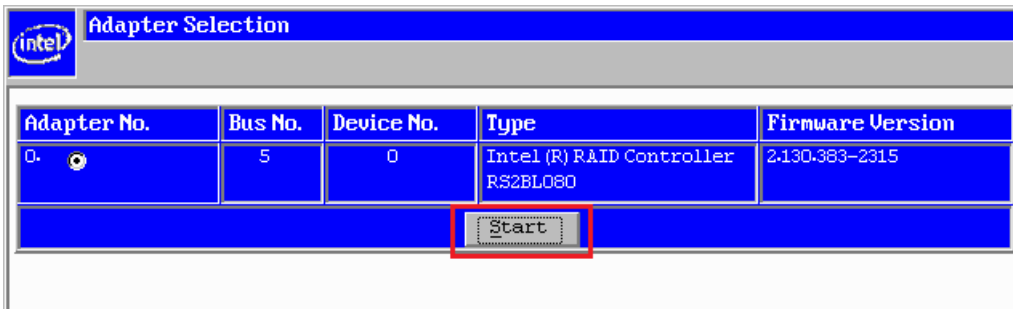 intel
Adapter Selection
Adapter No. Bus No. Device No. Type Firmware Version
0. 5 0 Intel(R) RAID Controller 2.130.383-2315
RS2BL080
Start